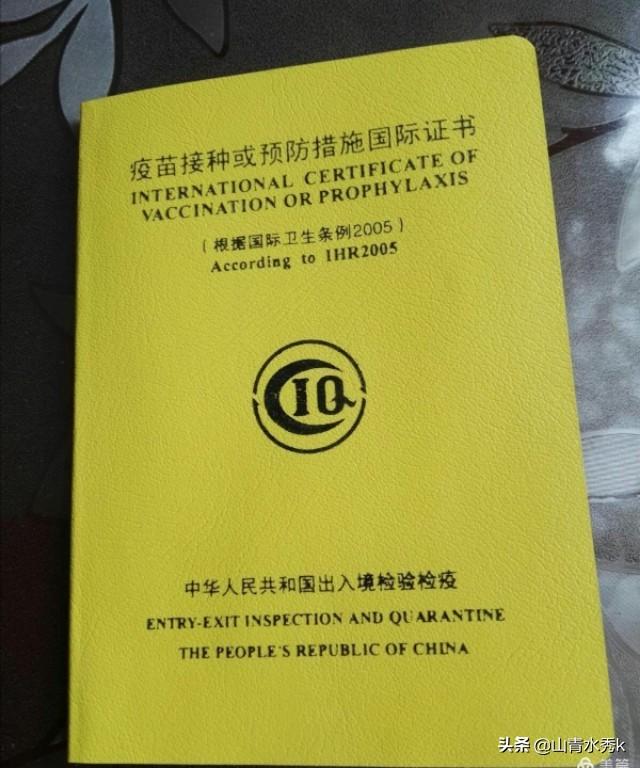 疫苗接种或预防措施国际证书
INTERNATIONAL CERTIFICATE OF
VACCINATION OR PROPHYLAXIS
(根据国际卫生条例2005)
According to IHR2005
CIQ
中华人民共和国出入境检验检疫
ENTRY-EXIT INSPECTION AND QUARANTINE
THE PEOPLE'S REPUBLIC OF CHINA
头条 @山青水秀k
美篇